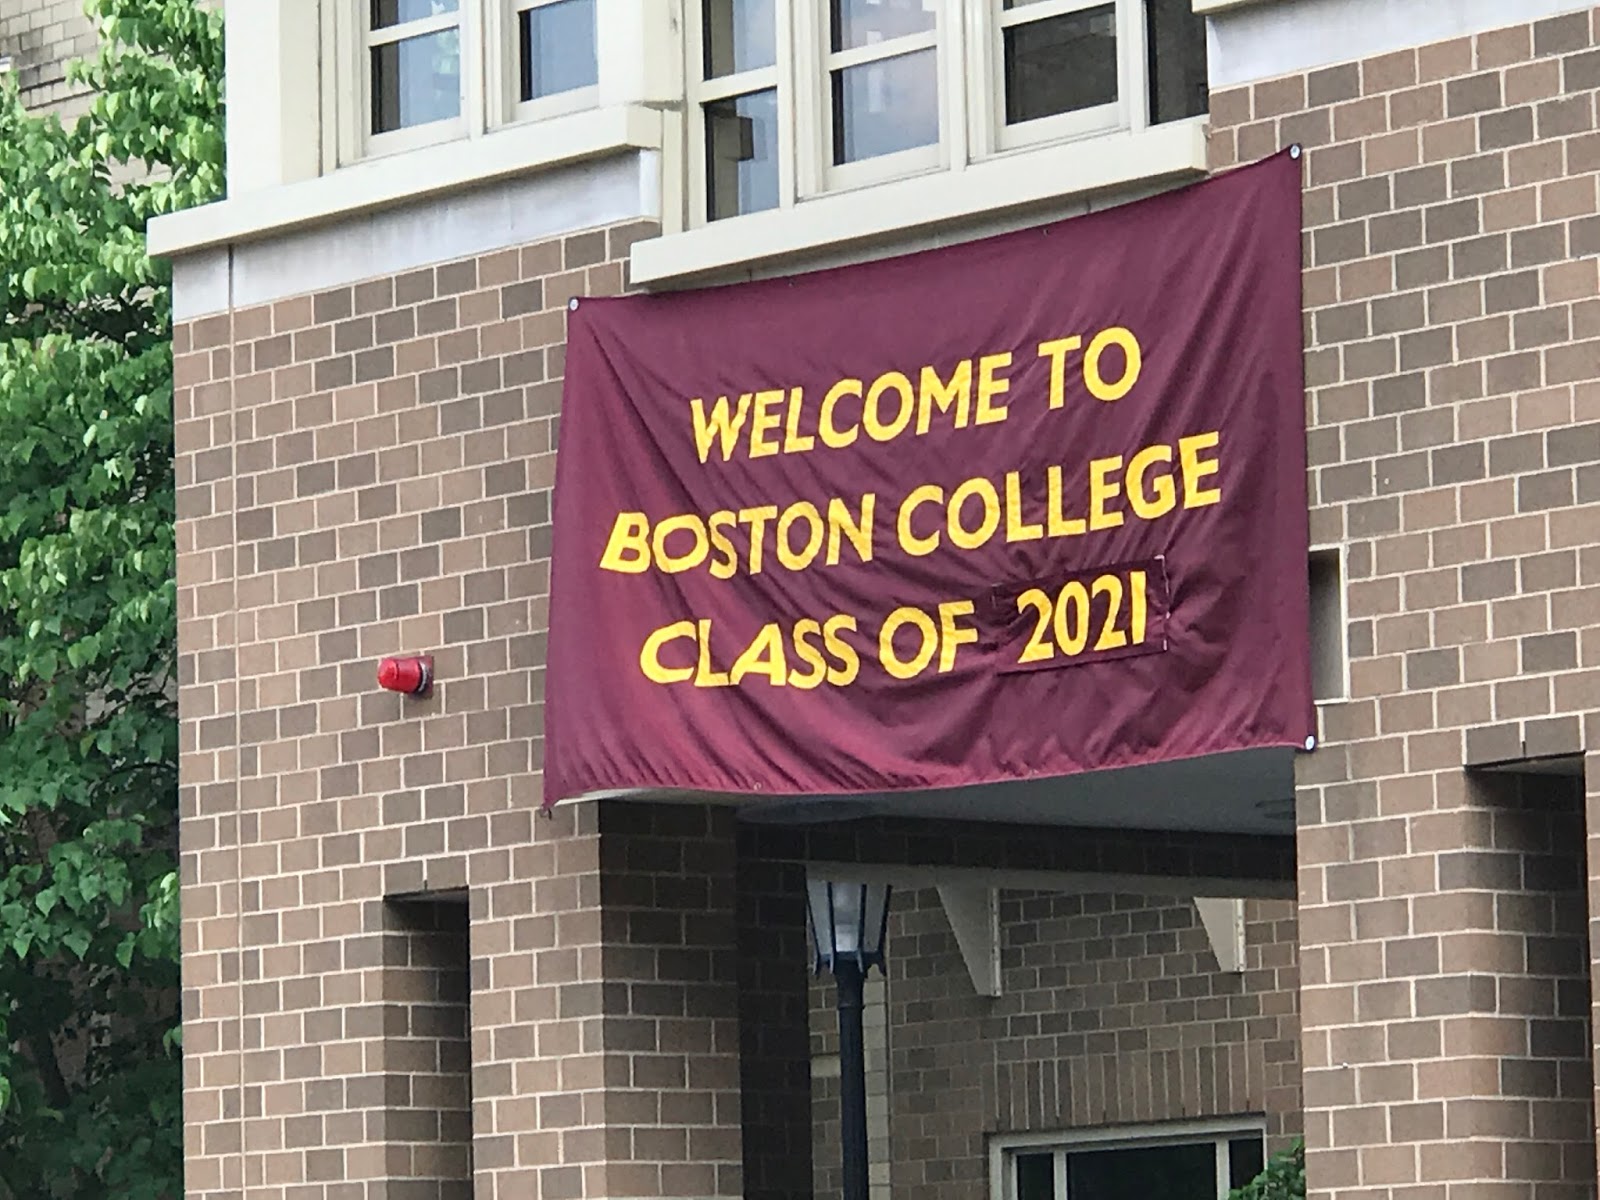 WELCOME TO
BOSTON COLLEGE
CLASS OF 2021